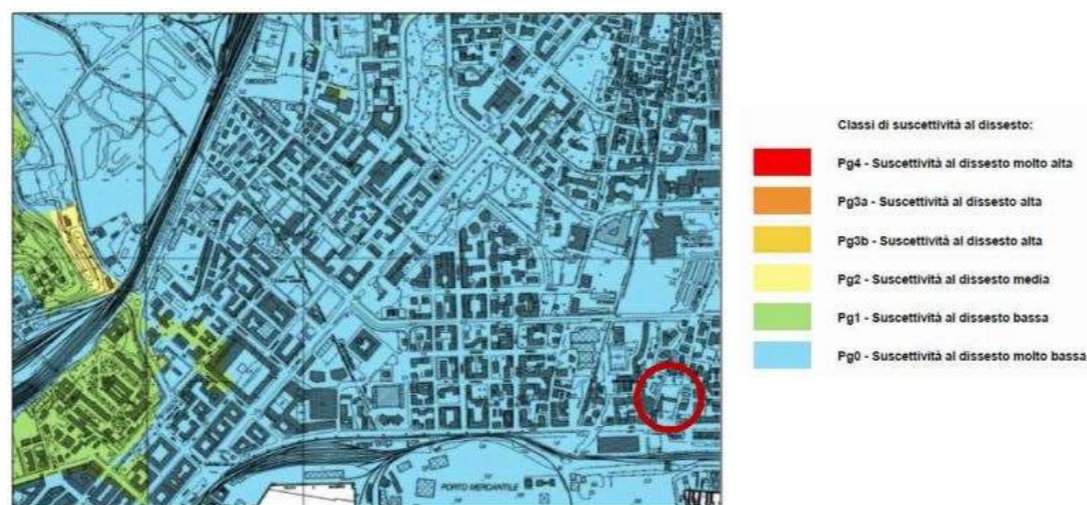 Classi di suscettività al dissesto:
Pg4 - Suscettività al dissesto molto alta
Pg3a - Suscettività al dissesto alta
Pg3b - Suscettività al dissesto alta
Pg2 - Suscettività al dissesto media
Pg1 - Suscettività al dissesto bassa
Pg0 - Suscettività al dissesto molto bassa
PORTO MERCANTILE